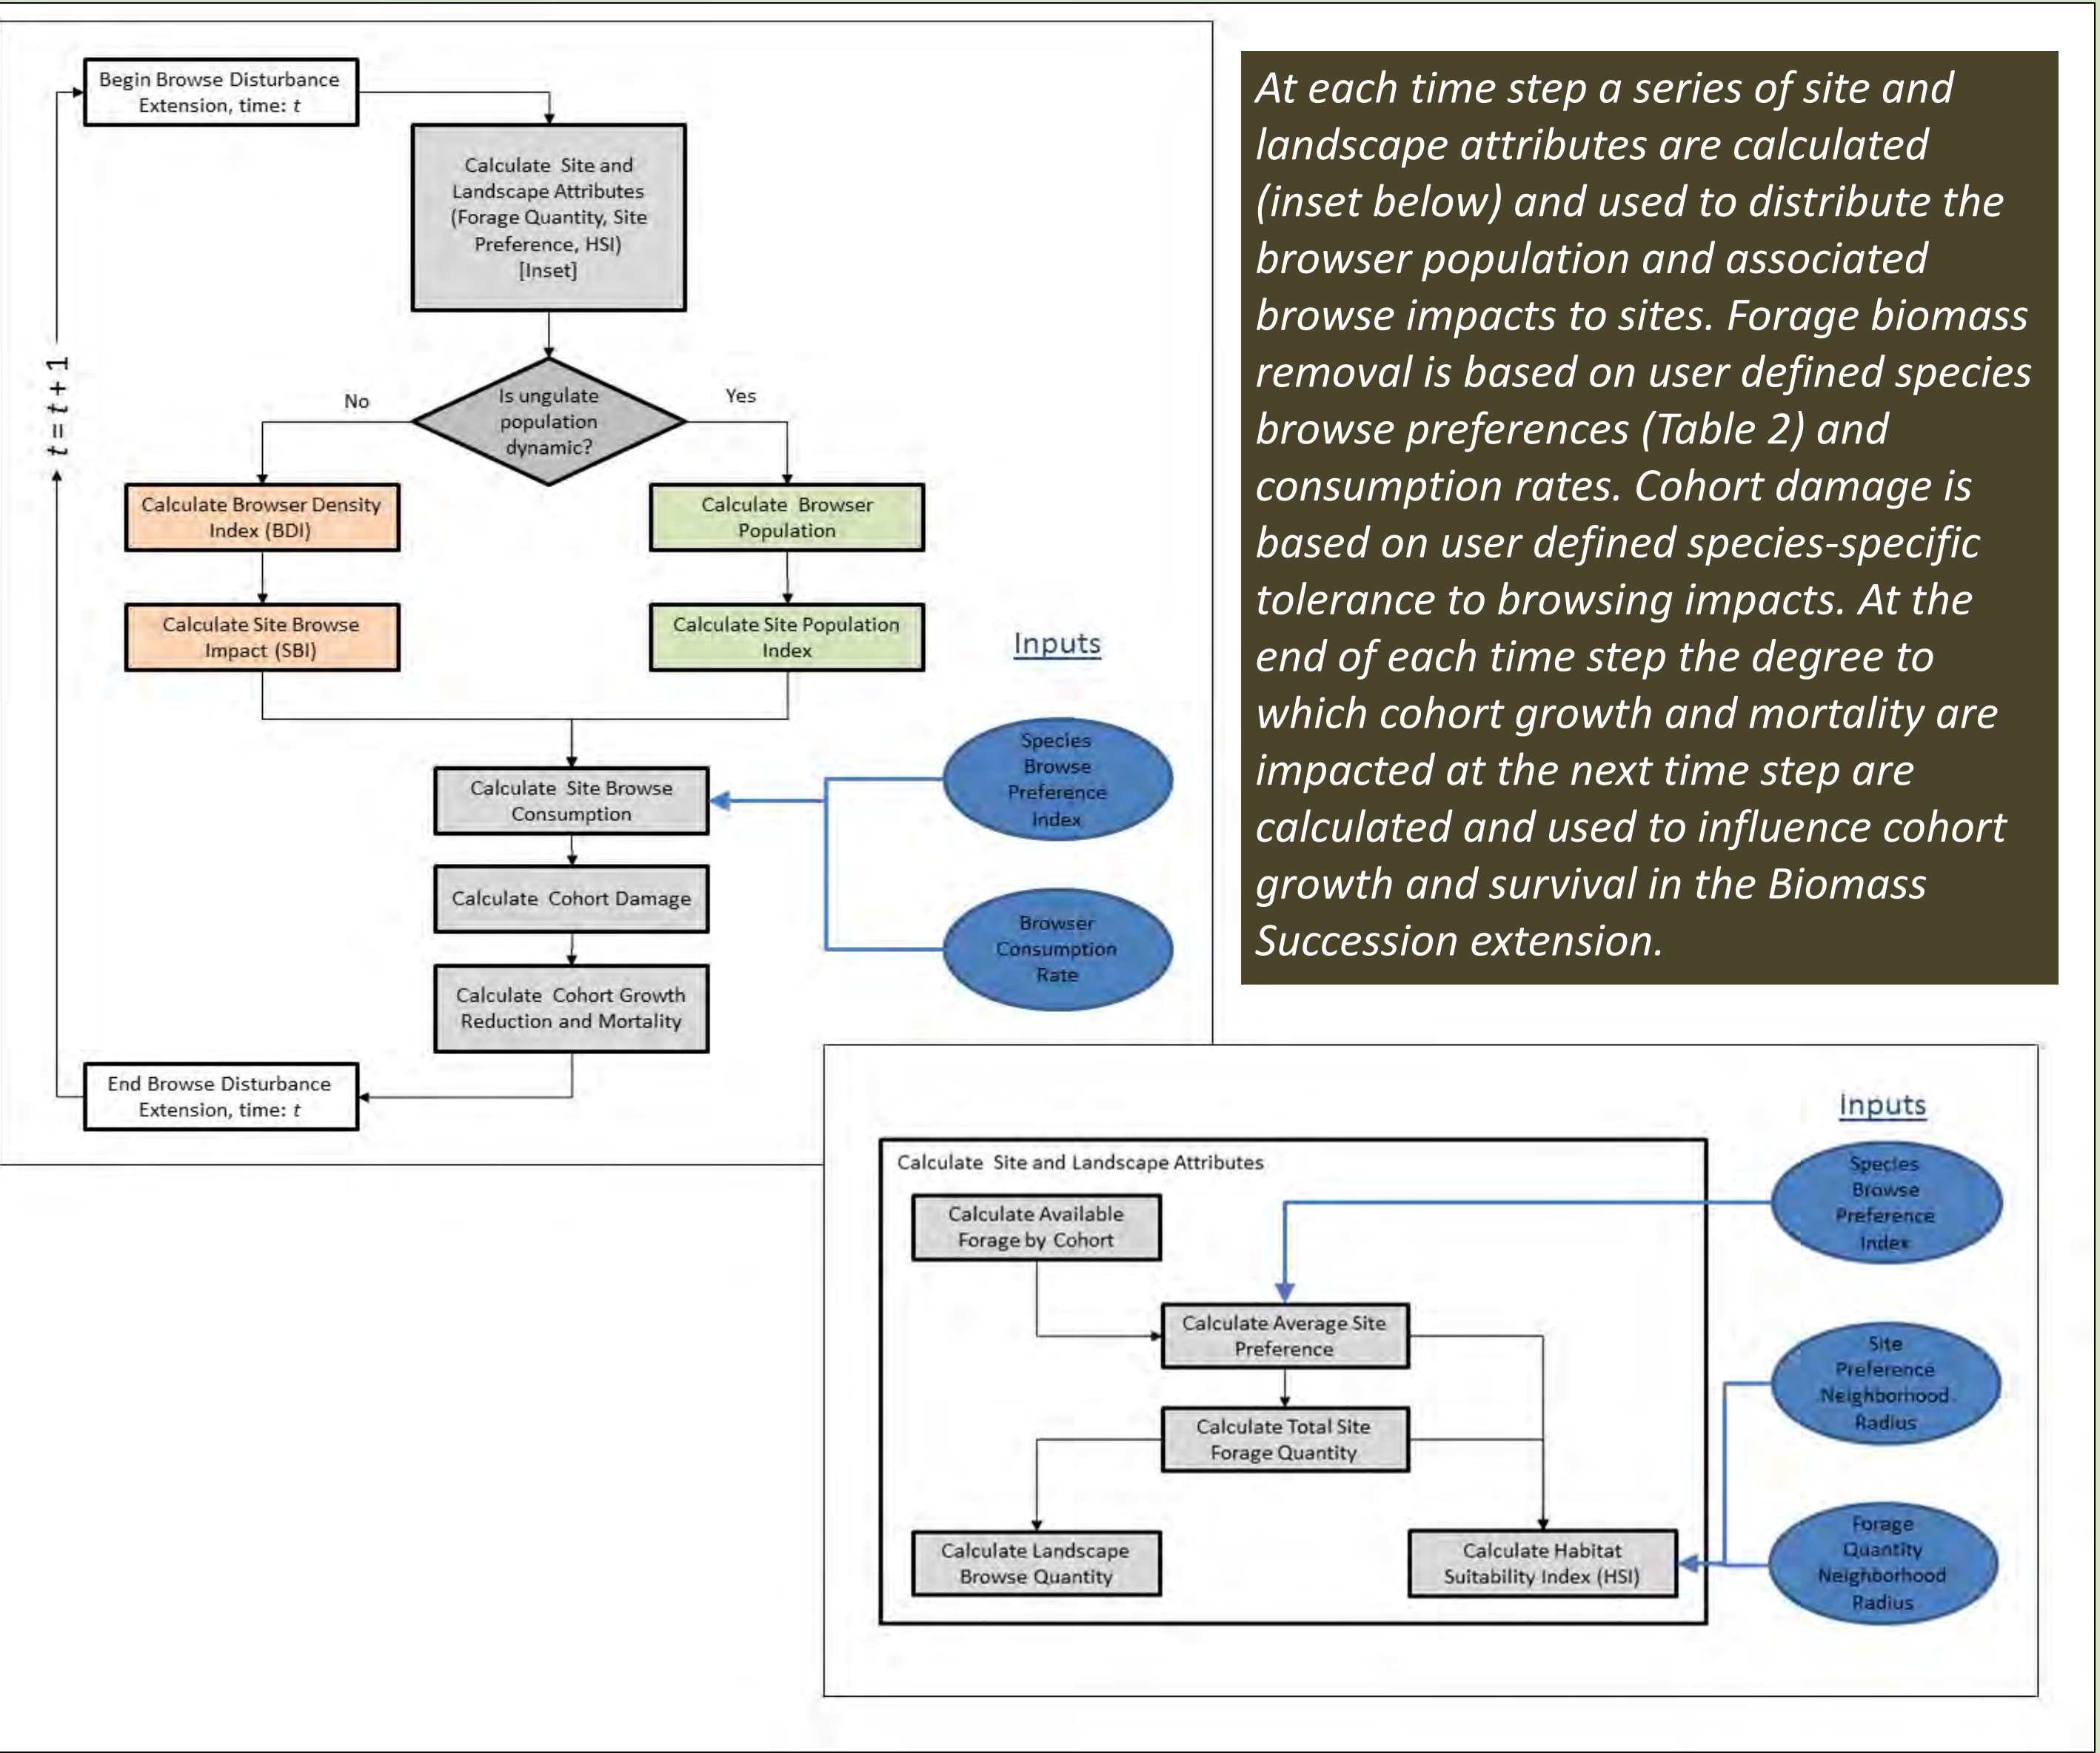 Begin Browse Disturbance
Extension, time: t
Calculate Site and
Landscape Attributes
(Forage Quantity, Site
Preference, HSI)
[Inset]
t = t + 1
No
Is ungulate
population
dynamic?
Yes
Calculate Browser Density
Index (BDI)
Calculate Browser
Population
Calculate Site Browse
Impact (SBI)
Calculate Site Population
Index
Inputs
Species
Browse
Preference
Index
Calculate Site Browse
Consumption
Calculate Cohort Damage
Browser
Consumption
Rate
Calculate Cohort Growth
Reduction and Mortality
End Browse Disturbance
Extension, time: t
At each time step a series of site and
landscape attributes are calculated
(inset below) and used to distribute the
browser population and associated
browse impacts to sites. Forage biomass
removal is based on user defined species
browse preferences (Table 2) and
consumption rates. Cohort damage is
based on user defined species-specific
tolerance to browsing impacts. At the
end of each time step the degree to
which cohort growth and mortality are
impacted at the next time step are
calculated and used to influence cohort
growth and survival in the Biomass
Succession extension.
Inputs
Calculate Site and Landscape Attributes
Calculate Available
Forage by Cohort
Species
Browse
Preference
Index
Calculate Average Site
Preference
Site
Preference
Neighborhood
Radius
Calculate Total Site
Forage Quantity
Calculate Landscape
Browse Quantity
Calculate Habitat
Suitability Index (HSI)
Forage
Quantity
Neighborhood
Radius